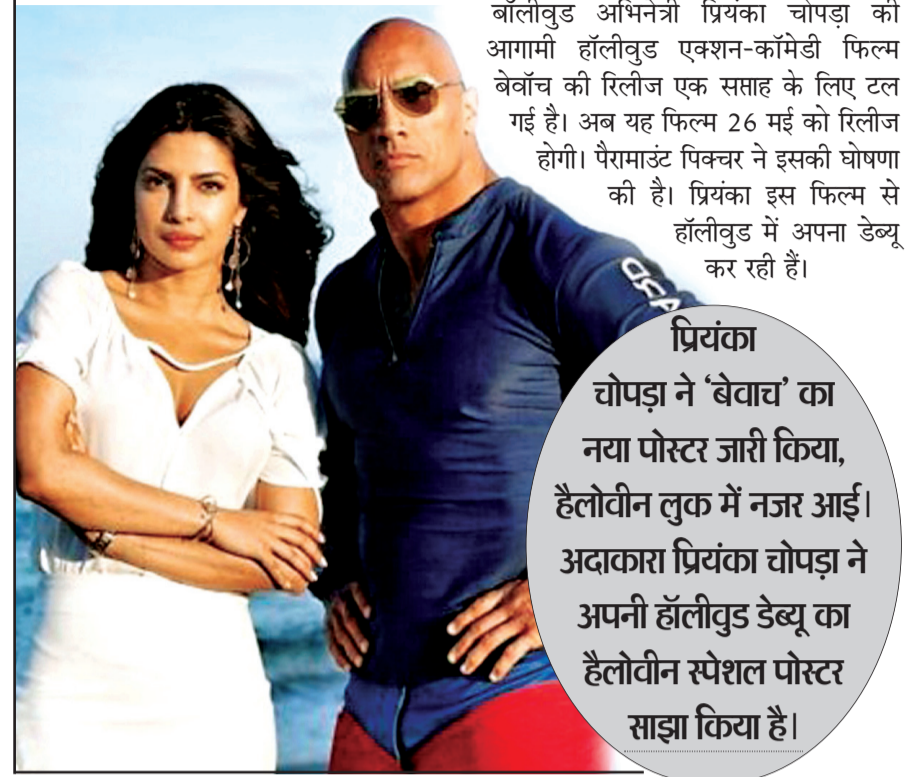 बॉलीवुड अभिनेत्री प्रियंका चोपड़ा की
आगामी हॉलीवुड एक्शन-कॉमेडी फिल्म
बेवॉच की रिलीज एक सप्ताह के लिए टल
गई है। अब यह फिल्म 26 मई को रिलीज
होगी। पैरामाउंट पिक्चर ने इसकी घोषणा
की है। प्रियंका इस फिल्म से
हॉलीवुड में अपना डेब्यू
कर रही हैं।
प्रियंका
चोपड़ा ने ‘बेवाच’ का
नया पोस्टर जारी किया,
हैलोवीन लुक में नजर आई।
अदाकारा प्रियंका चोपड़ा ने
अपनी हॉलीवुड डेब्यू का
हैलोवीन स्पेशल पोस्टर
साझा किया है।